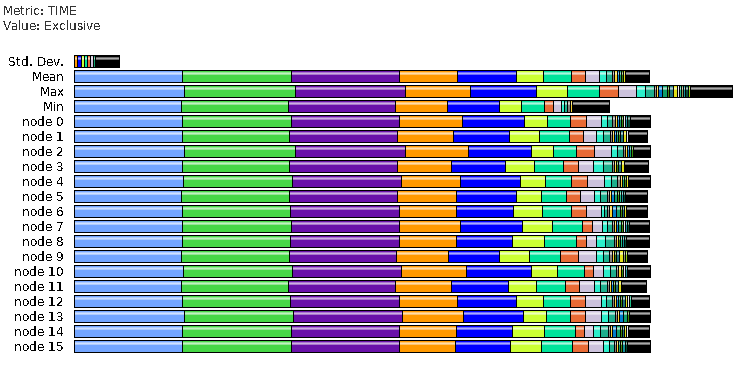 Metric: TIME
Value: Exclusive
Std. Dev.
Mean
Max
Min
node 0
node 1
node 2
node 3
node 4
node 5
node 6
node 7
node 8
node 9
node 10
node 11
node 12
node 13
node 14
node 15